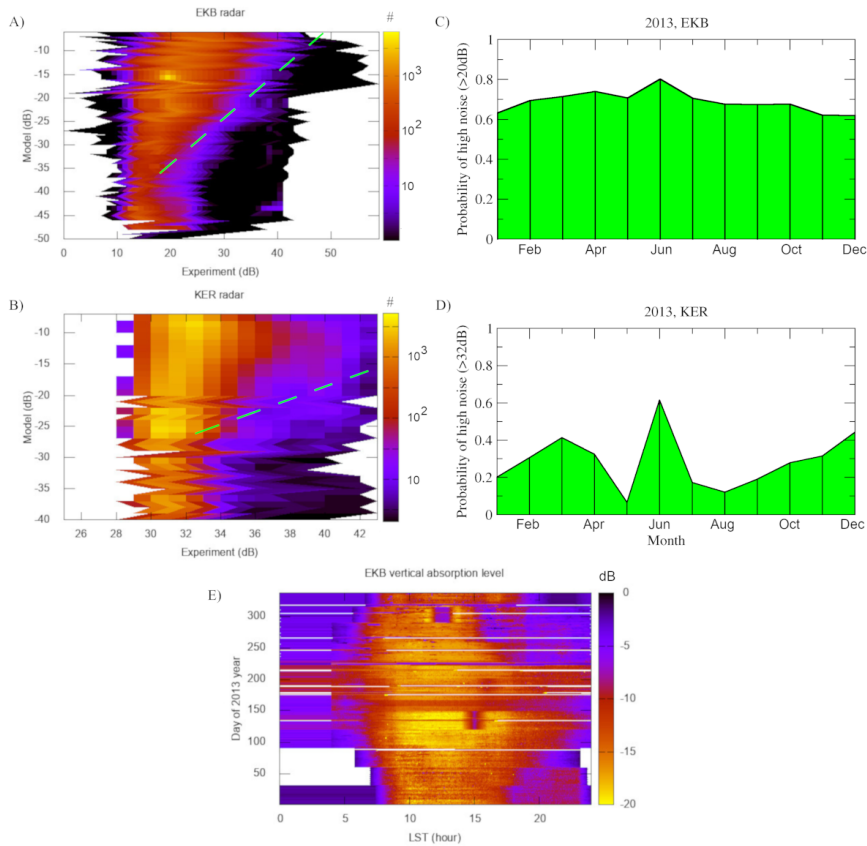 A)
EKB radar
#
-10
-15
-20
-25
-30
-35
-40
-45
-50
Model (dB)
10³
10²
10
0 10 20 30 40 50
Experiment (dB)
B)
KER radar
#
-10
-15
-20
-25
-30
-35
-40
Model (dB)
10³
10²
10
26 28 30 32 34 36 38 40 42
Experiment (dB)
C)
2013, EKB
Probability of high noise (>20dB)
1
0.8
0.6
0.4
0.2
0
Feb Apr Jun Aug Oct Dec
D)
2013, KER
Probability of high noise (>32dB)
1
0.8
0.6
0.4
0.2
0
Feb Apr Jun Aug Oct Dec
Month
E)
EKB vertical absorption level
dB
300
250
200
150
100
50
Day of 2013 year
0
-5
-10
-15
-20
0 5 10 15 20
LST (hour)